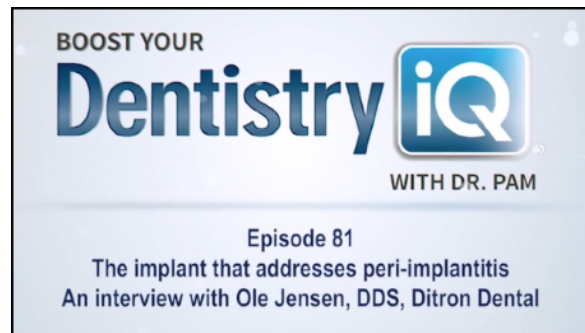 BOOST YOUR
Dentistry iQ
WITH DR. PAM
Episode 81
The implant that addresses peri-implantitis
An interview with Ole Jensen, DDS, Ditron Dental